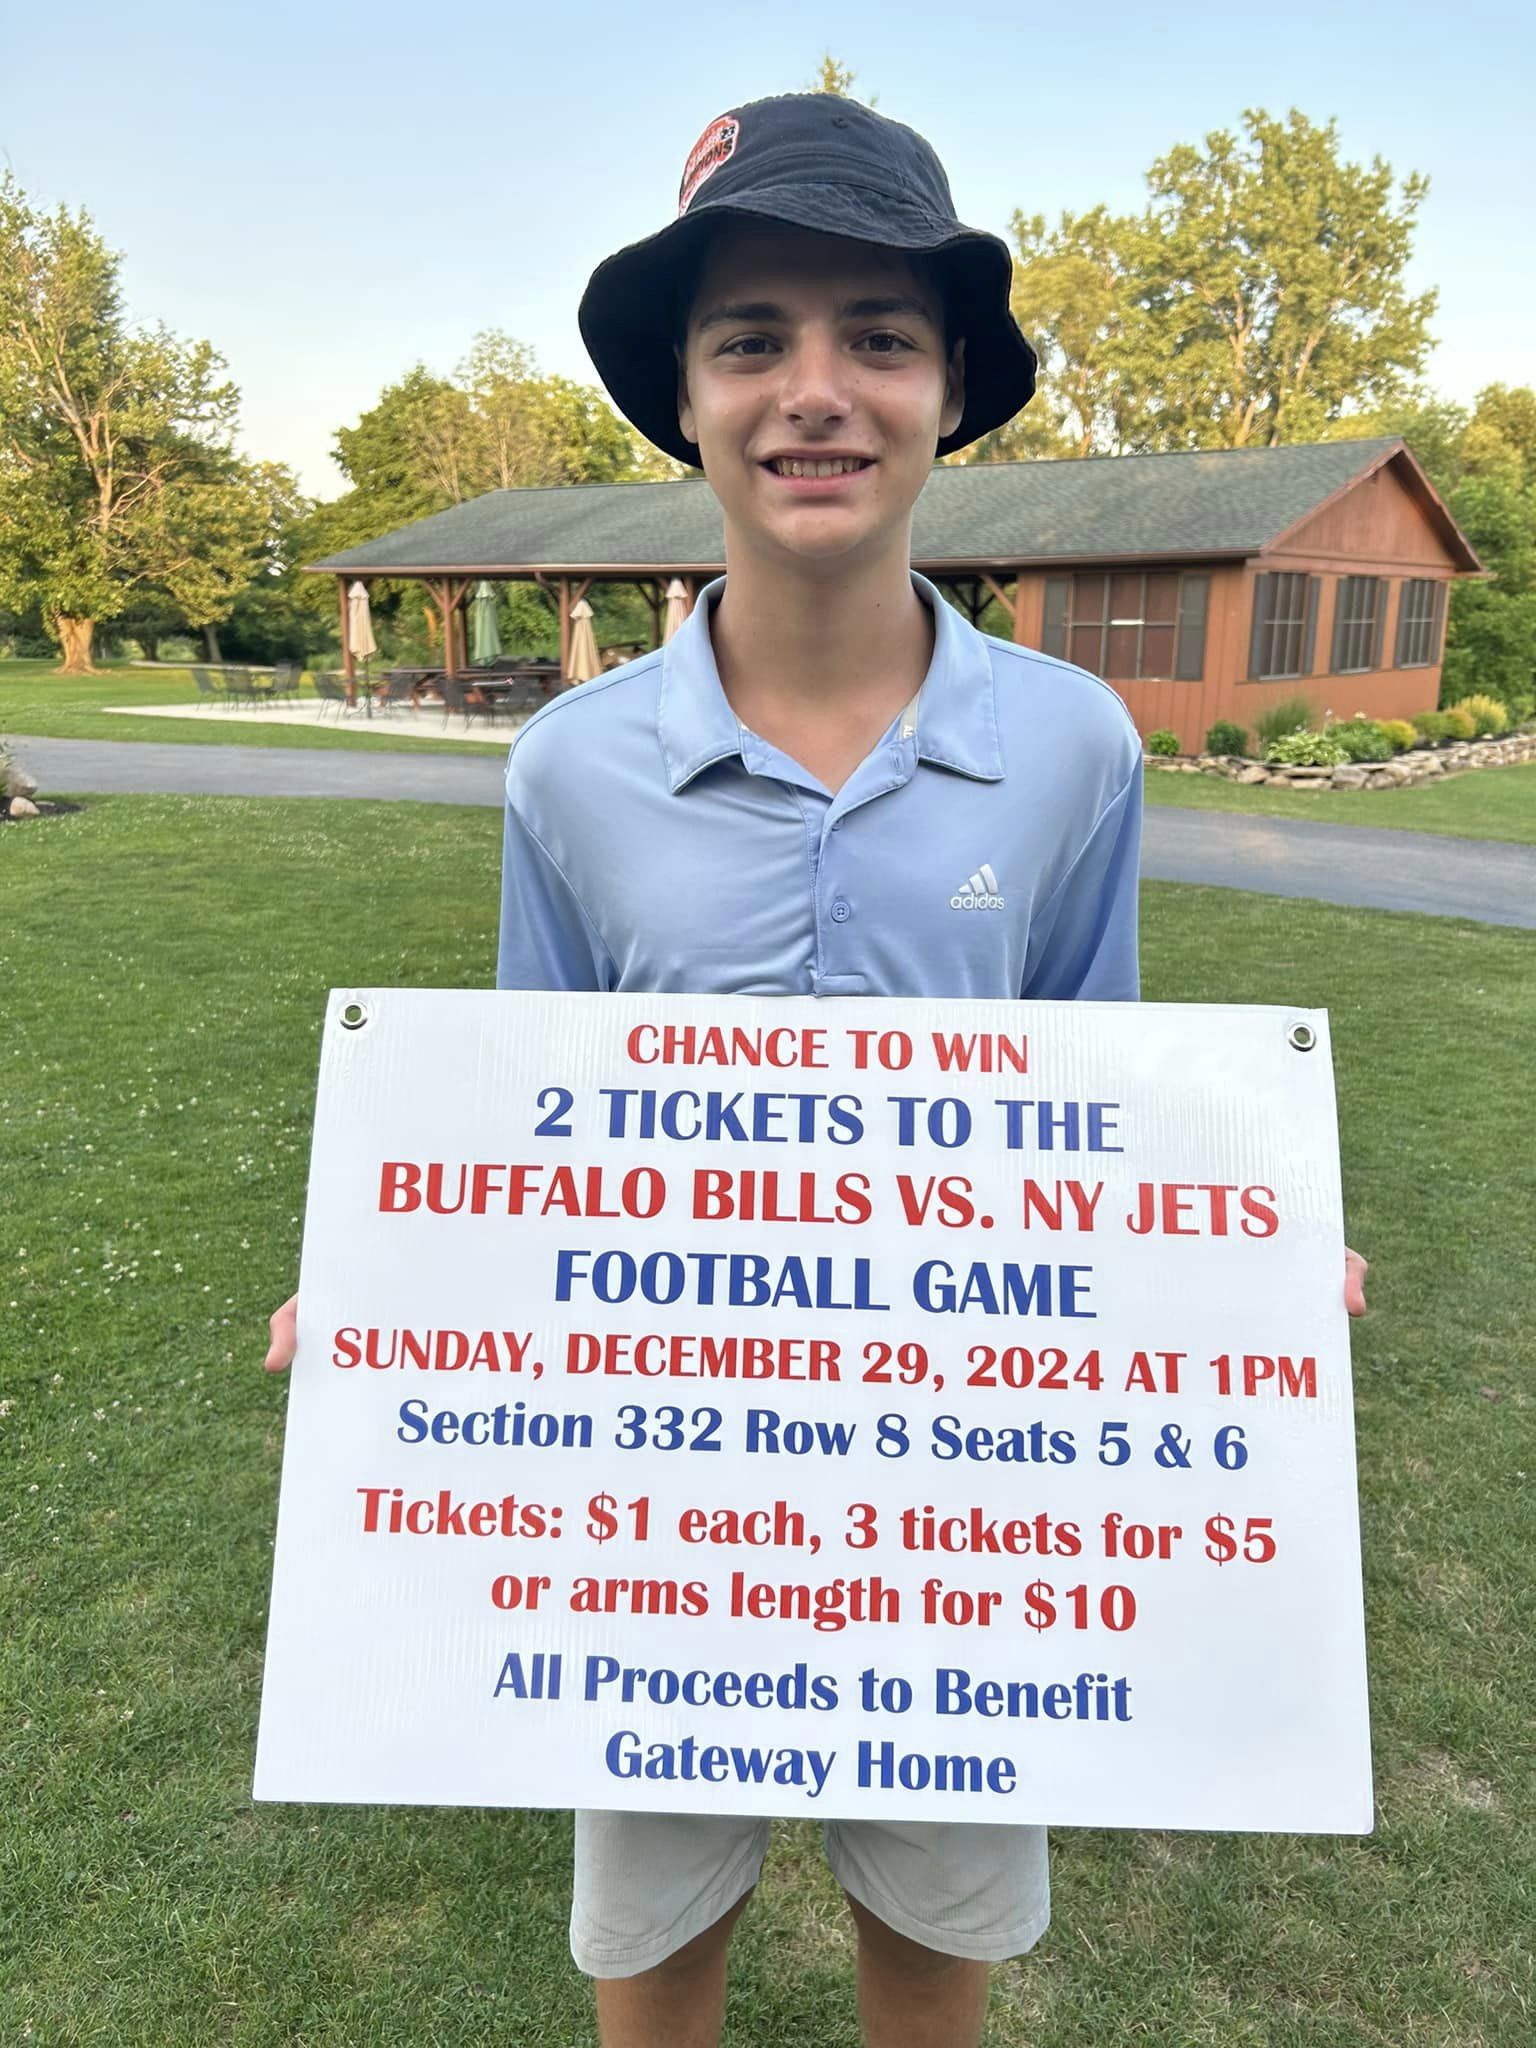 CHANCE TO WIN
2 TICKETS TO THE
BUFFALO BILLS VS. NY JETS
FOOTBALL GAME
SUNDAY, DECEMBER 29, 2024 AT 1PM
Section 332 Row 8 Seats 5 & 6
Tickets: $1 each, 3 tickets for $5
or arms length for $10
All Proceeds to Benefit
Gateway Home
adidas